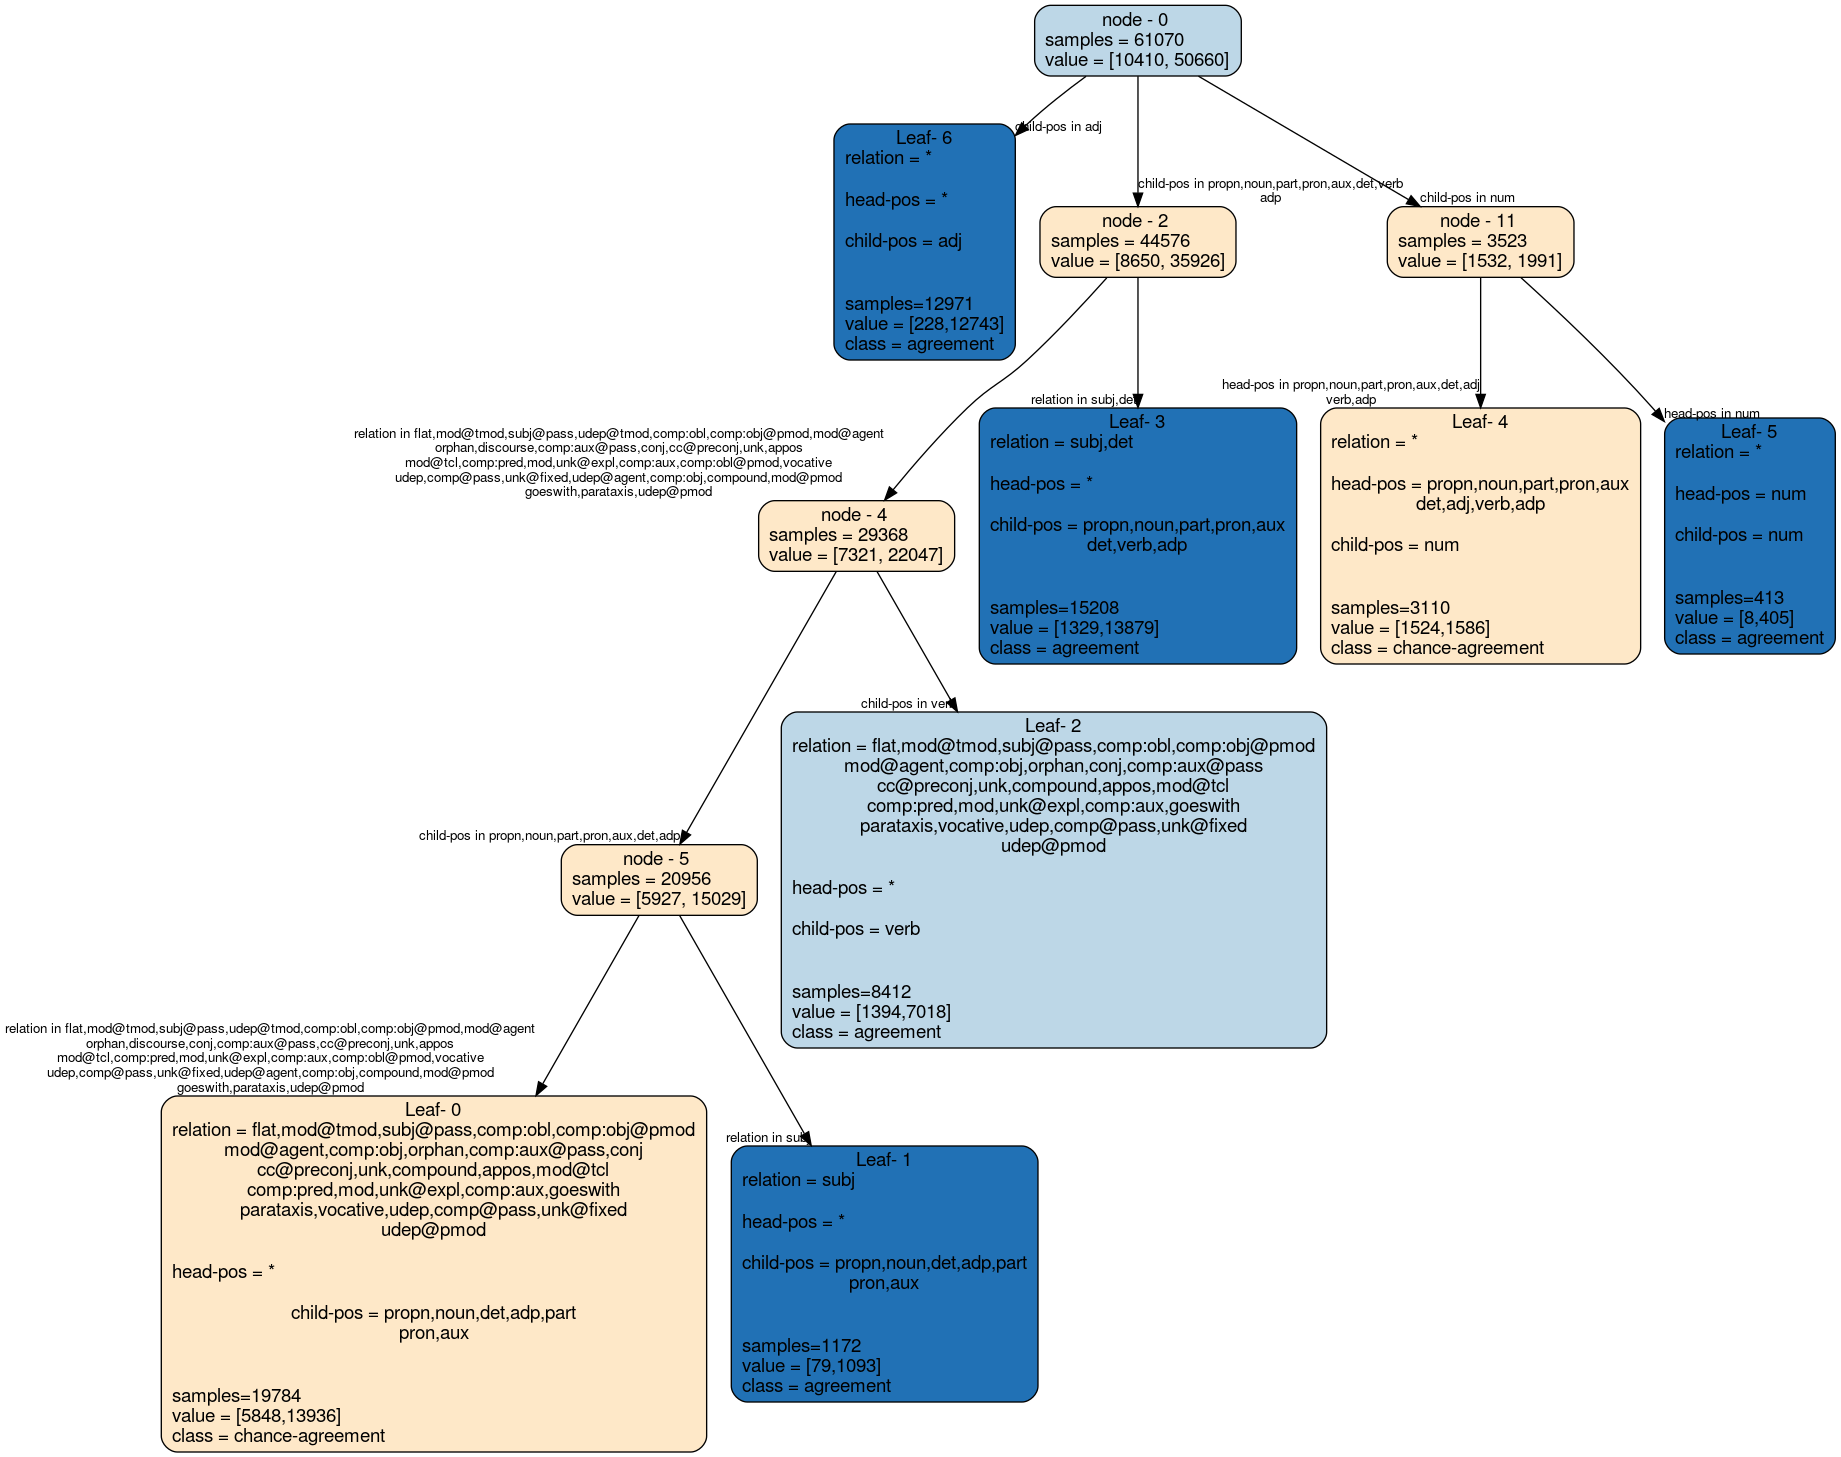 node - 0
samples = 61070
value = [10410, 50660]
child-pos in adj
Leaf- 6
relation = *
head-pos = *
child-pos = adj
samples=12971
value = [228,12743]
class = agreement
child-pos in propn,noun,part,pron,aux,det,verb
adp
node - 2
samples = 44576
value = [8650, 35926]
child-pos in num
node - 11
samples = 3523
value = [1532, 1991]
relation in flat,mod@tmod,subj@pass,udep@tmod,comp:obl,comp:obj@pmod,mod@agent
orphan,discourse,comp:aux@pass,conj,cc@preconj,unk,appos
mod@tcl,comp:pred,mod,unk@expl,comp:aux,comp:obl@pmod,vocative
udep,comp@pass,unk@fixed,udep@agent,comp:obj,compound,mod@pmod
goeswith,parataxis,udep@pmod
node - 4
samples = 29368
value = [7321, 22047]
relation in subj,det
Leaf- 3
relation = subj,det
head-pos = *
child-pos = propn,noun,part,pron,aux
det,verb,adp
samples=15208
value = [1329,13879]
class = agreement
head-pos in propn,noun,part,pron,aux,det,adj
verb,adp
Leaf- 4
relation = *
head-pos = propn,noun,part,pron,aux
det,adj,verb,adp
child-pos = num
samples=3110
value = [1524,1586]
class = chance-agreement
head-pos in num
Leaf- 5
relation = *
head-pos = num
child-pos = num
samples=413
value = [8,405]
class = agreement
child-pos in propn,noun,part,pron,aux,det,adp
node - 5
samples = 20956
value = [5927, 15029]
child-pos in verb
Leaf- 2
relation = flat,mod@tmod,subj@pass,comp:obl,comp:obj@pmod
mod@agent,comp:obj,orphan,conj,comp:aux@pass
cc@preconj,unk,compound,appos,mod@tcl
comp:pred,mod,unk@expl,comp:aux,goeswith
parataxis,vocative,udep,comp@pass,unk@fixed
udep@pmod
head-pos = *
child-pos = verb
samples=8412
value = [1394,7018]
class = agreement
relation in flat,mod@tmod,subj@pass,udep@tmod,comp:obl,comp:obj@pmod,mod@agent
orphan,discourse,conj,comp:aux@pass,cc@preconj,unk,appos
mod@tcl,comp:pred,mod,unk@expl,comp:aux,comp:obl@pmod,vocative
udep,comp@pass,unk@fixed,udep@agent,comp:obj,compound,mod@pmod
goeswith,parataxis,udep@pmod
Leaf- 0
relation = flat,mod@tmod,subj@pass,comp:obl,comp:obj@pmod
mod@agent,comp:obj,orphan,comp:aux@pass,conj
cc@preconj,unk,compound,appos,mod@tcl
comp:pred,mod,unk@expl,comp:aux,goeswith
parataxis,vocative,udep,comp@pass,unk@fixed
udep@pmod
head-pos = *
child-pos = propn,noun,det,adp,part
pron,aux
samples=19784
value = [5848,13936]
class = chance-agreement
relation in subj
Leaf- 1
relation = subj
head-pos = *
child-pos = propn,noun,det,adp,part
pron,aux
samples=1172
value = [79,1093]
class = agreement